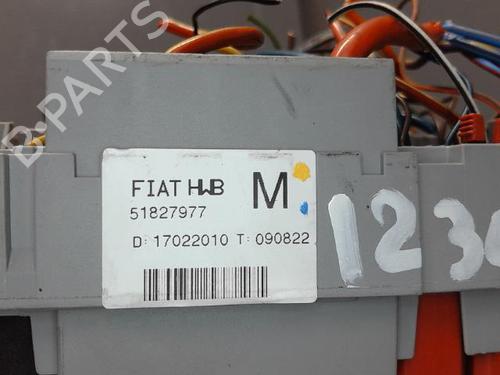 B-PARTS
FIAT HWB M
51827977
D: 17022010 T: 090822
123